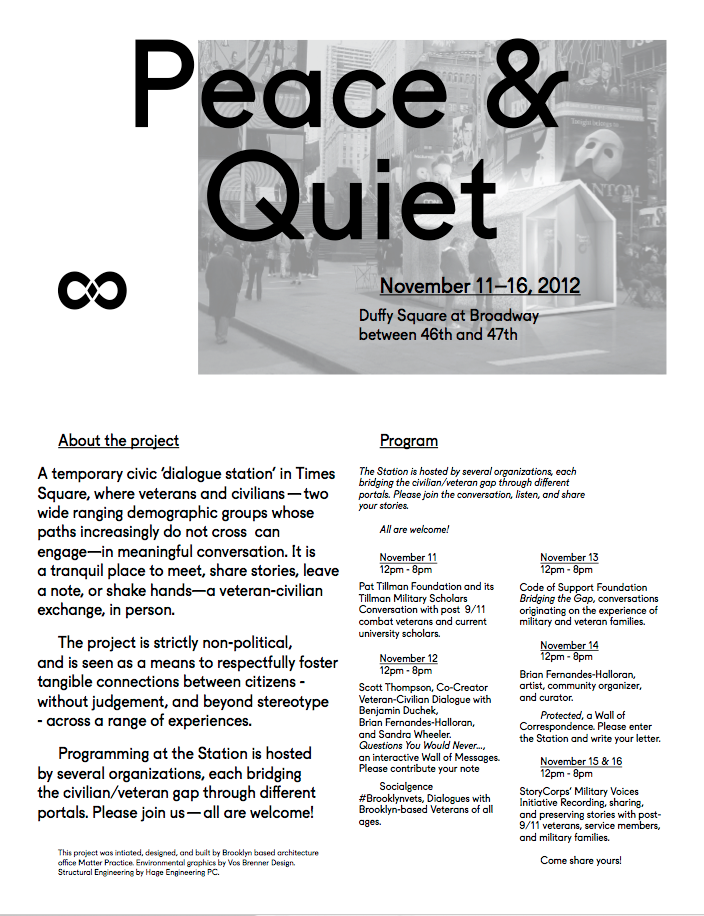 Peace &
Quiet
Tonight belongs to
NTOM
November 11–16, 2012
Duffy Square at Broadway
between 46th and 47th
About the project
A temporary civic ‘dialogue station’ in Times
Square, where veterans and civilians — two
wide ranging demographic groups whose
paths increasingly do not cross  can
engage—in meaningful conversation. It is
a tranquil place to meet, share stories, leave
a note, or shake hands—a veteran-civilian
exchange, in person.
The project is strictly non-political,
and is seen as a means to respectfully foster
tangible connections between citizens -
without judgement, and beyond stereotype
- across a range of experiences.
Programming at the Station is hosted
by several organizations, each bridging
the civilian/veteran gap through different
portals. Please join us — all are welcome!
This project was intiated, designed, and built by Brooklyn based architecture
office Matter Practice. Environmental graphics by Vos Brenner Design.
Structural Engineering by Hage Engineering PC.
Program
The Station is hosted by several organizations, each
bridging the civilian/veteran gap through different
portals. Please join the conversation, listen, and share
your stories.
All are welcome!
November 11
12pm - 8pm
Pat Tillman Foundation and its
Tillman Military Scholars
Conversation with post  9/11
combat veterans and current
university scholars.
November 12
12pm - 8pm
Scott Thompson, Co-Creator
Veteran-Civilian Dialogue with
Benjamin Duchek,
Brian Fernandes-Halloran,
and Sandra Wheeler.
Questions You Would Never...,
an interactive Wall of Messages.
Please contribute your note
Socialgence
#Brooklynvets, Dialogues with
Brooklyn-based Veterans of all
ages.
November 13
12pm - 8pm
Code of Support Foundation
Bridging the Gap, conversations
originating on the experience of
military and veteran families.
November 14
12pm - 8pm
Brian Fernandes-Halloran,
artist, community organizer,
and curator.
Protected, a Wall of
Correspondence. Please enter
the Station and write your letter.
November 15 & 16
12pm - 8pm
StoryCorps’ Military Voices
Initiative Recording, sharing,
and preserving stories with post-
9/11 veterans, service members,
and military families.
Come share yours!